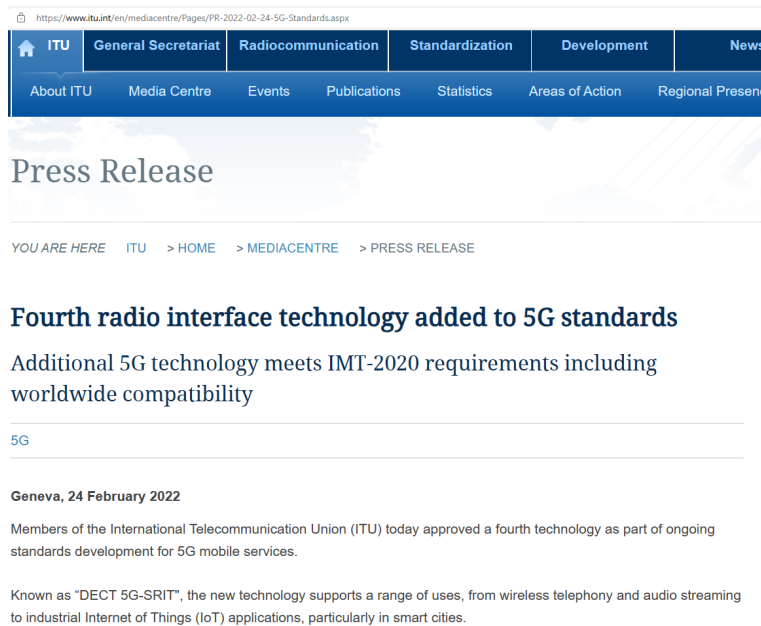 https://www.itu.int/en/mediacentre/Pages/PR-2022-02-24-5G-Standards.aspx
ITU General Secretariat Radiocommunication Standardization Development News
About ITU Media Centre Events Publications Statistics Areas of Action Regional Presen
Press Release
YOU ARE HERE ITU > HOME > MEDIACENTRE > PRESS RELEASE
Fourth radio interface technology added to 5G standards
Additional 5G technology meets IMT-2020 requirements including
worldwide compatibility
5G
Geneva, 24 February 2022
Members of the International Telecommunication Union (ITU) today approved a fourth technology as part of ongoing
standards development for 5G mobile services.
Known as “DECT 5G-SRIT", the new technology supports a range of uses, from wireless telephony and audio streaming
to industrial Internet of Things (IoT) applications, particularly in smart cities.